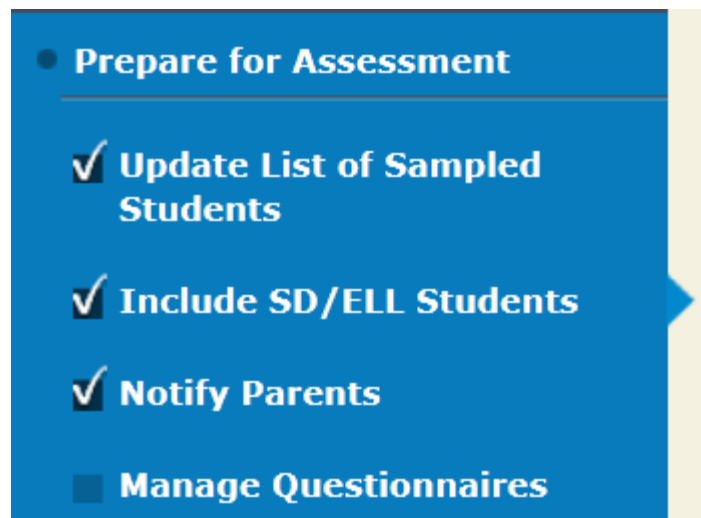 Prepare for Assessment
Update List of Sampled
Students
Include SD/ELL Students
Notify Parents
Manage Questionnaires